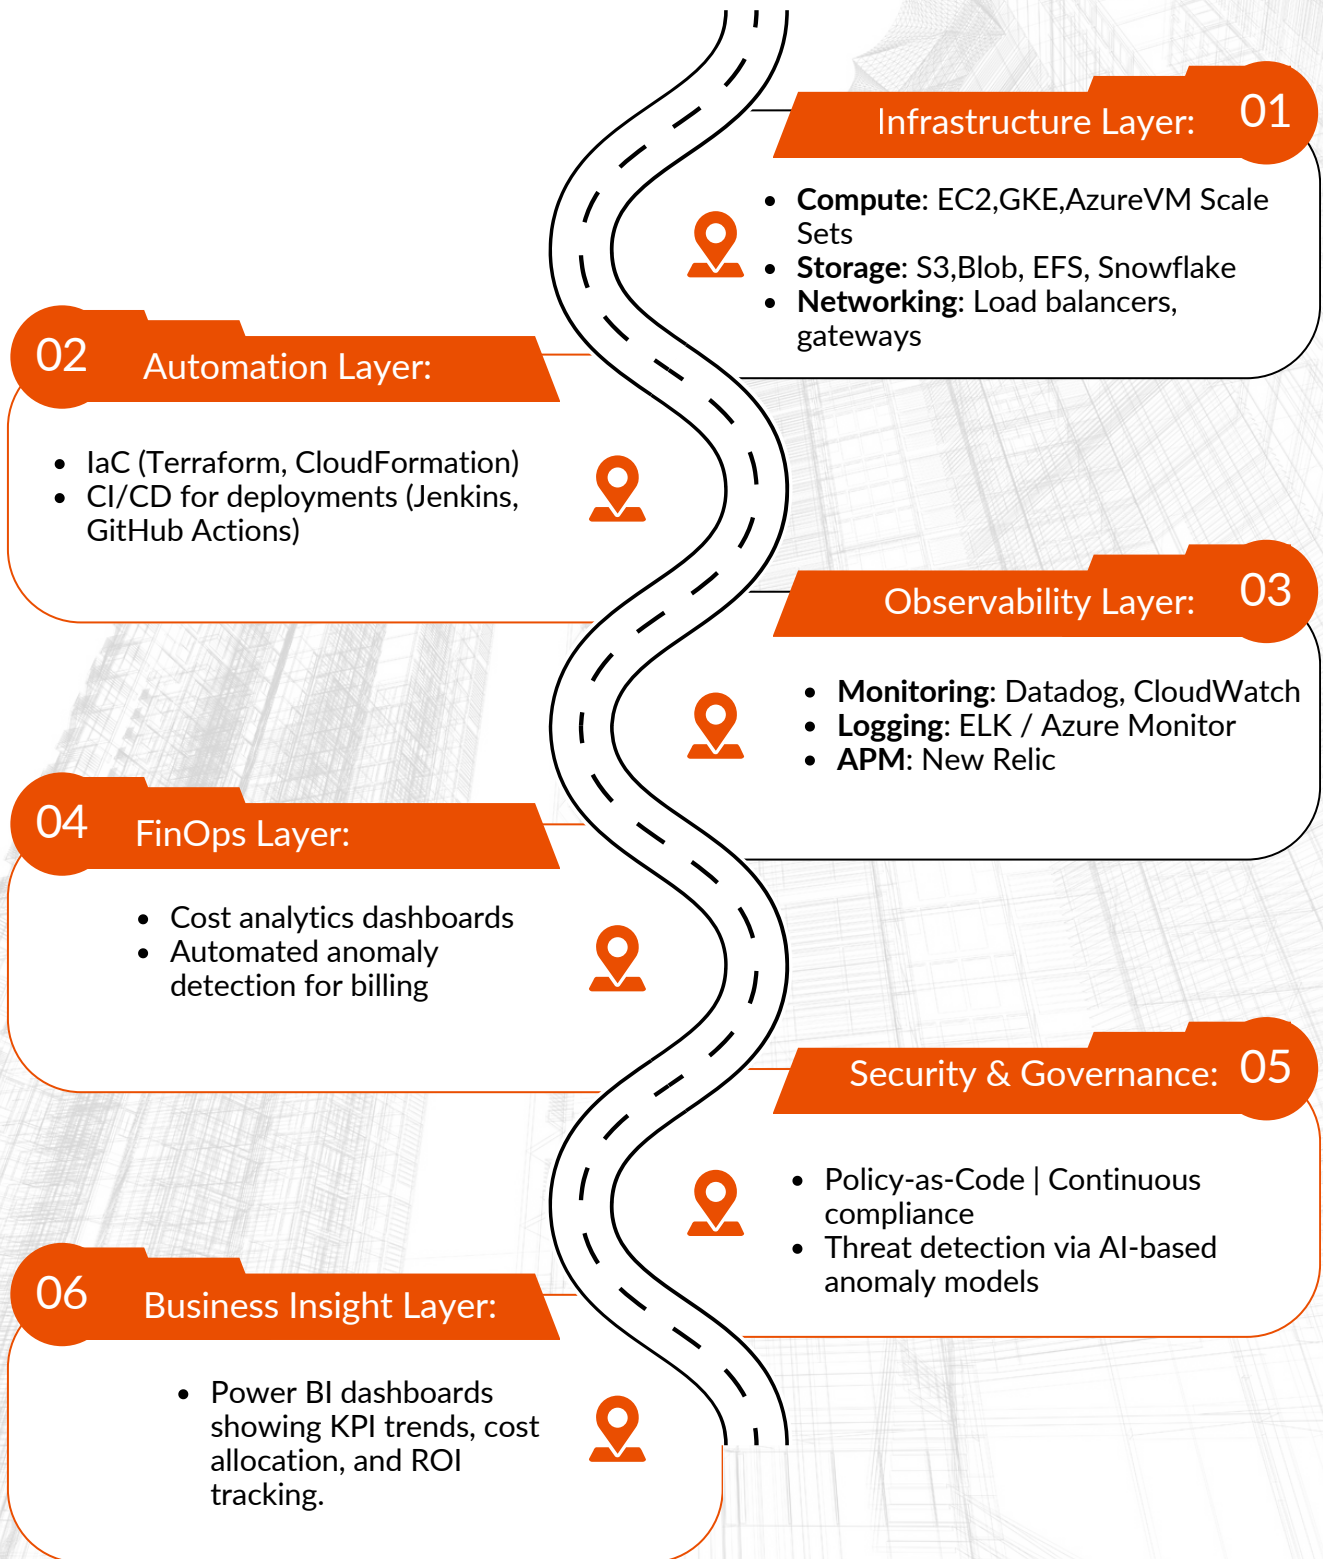 01
Infrastructure Layer:
• Compute: EC2,GKE,AzureVM Scale
Sets
• Storage: S3,Blob, EFS, Snowflake
• Networking: Load balancers,
gateways
02
Automation Layer:
• IaC (Terraform, CloudFormation)
• CI/CD for deployments (Jenkins,
GitHub Actions)
03
Observability Layer:
• Monitoring: Datadog, CloudWatch
• Logging: ELK / Azure Monitor
• APM: New Relic
04
FinOps Layer:
• Cost analytics dashboards
• Automated anomaly
detection for billing
05
Security & Governance:
• Policy-as-Code | Continuous
compliance
• Threat detection via AI-based
anomaly models
06
Business Insight Layer:
• Power BI dashboards
showing KPI trends, cost
allocation, and ROI
tracking.